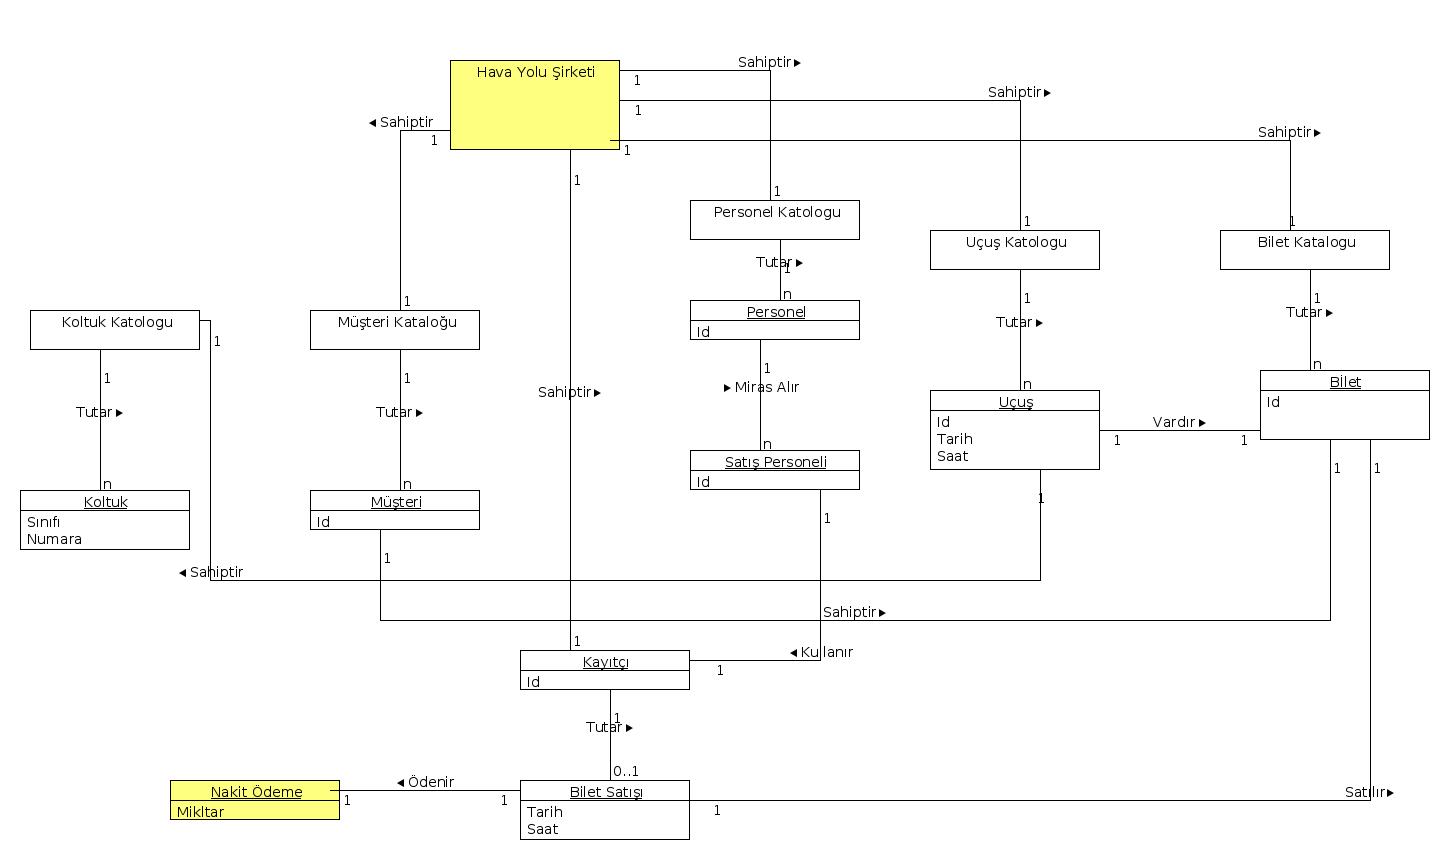 Hava Yolu Şirketi
Sahiptir ►
1
Sahiptir ►
1
◄ Sahiptir
1
Sahiptir ►
1
1
1
Personel Katologu
1
Uçuş Katologu
1
Bilet Katalogu
Tutar ►
1
n
Personel
Id
1
Koltuk Katologu
1
1
Müşteri Kataloğu
1
Tutar ►
1
Tutar ►
1
Tutar ►
n
Koltuk
Sınıfı
Numara
1
Tutar ►
n
Müşteri
Id
Sahiptir ►
1
► Miras Alır
n
Satış Personeli
Id
n
Uçuş
Id
Tarih
Saat
Vardır ►
1
1
n
Bİlet
Id
1
1
1
1
1
◄ Sahiptir
Sahiptir ►
◄ Kullanır
1
1
Kayıtçı
Id
1
Tutar ►
0..1
Nakit Ödeme
Mikltar
◄ Ödenir
1
1
Bilet Satışı
Tarih
Saat
1
Satılır ►